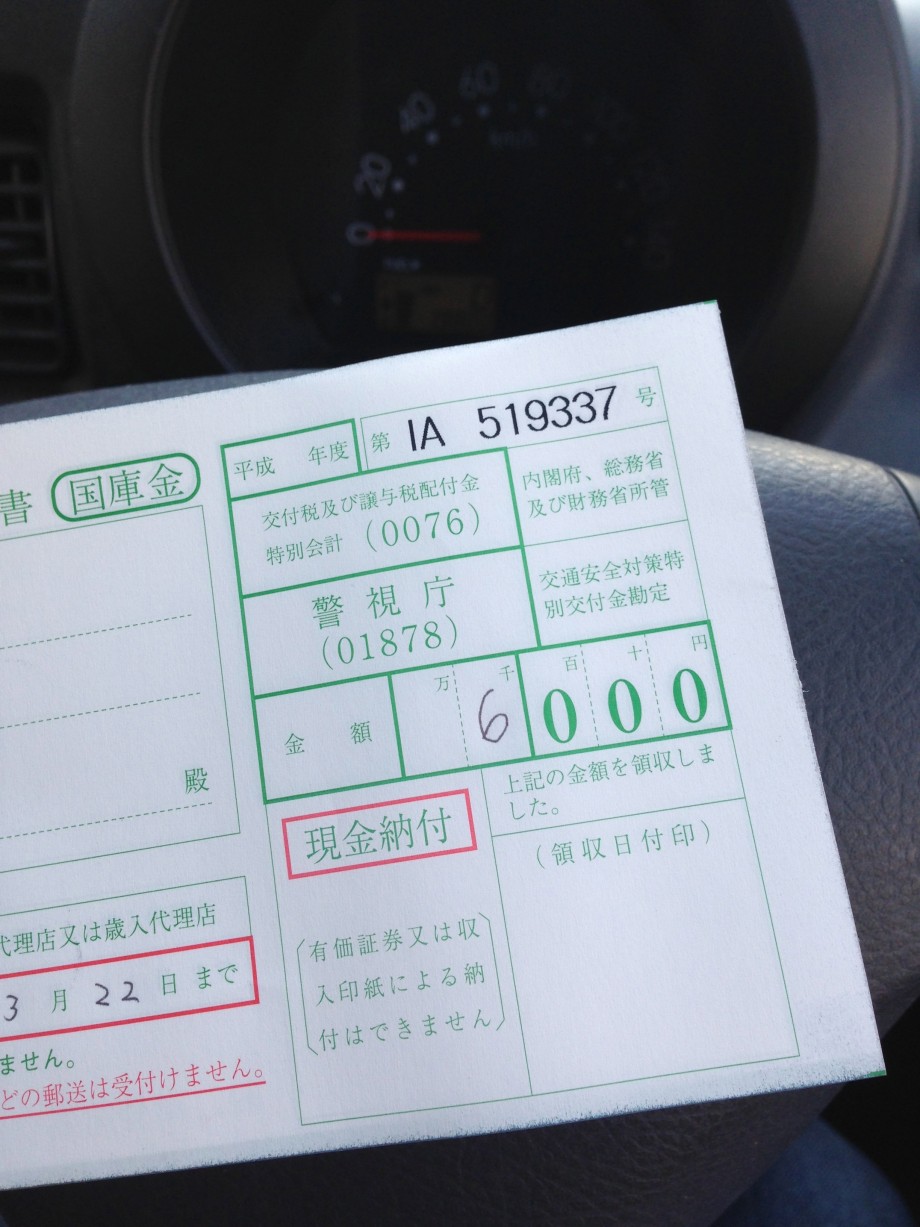 0 20 40 60 80
km/h
平成 年度 第 IA 519337 号
書 国庫金
交付税及び譲与税配付金
特別会計 (0076)
内閣府、総務省
及び財務省所管
警視庁
(01878)
交通安全対策特
別交付金勘定
金 額 万 千 百 十 円
6 0 0 0
殿
上記の金額を領収しま
した。
現金納付
(領収日付印)
代理店又は歳入代理店
3 月 22 日 まで
有価証券又は収
入印紙による納
付はできません
ません。
どの郵送は受付けません。